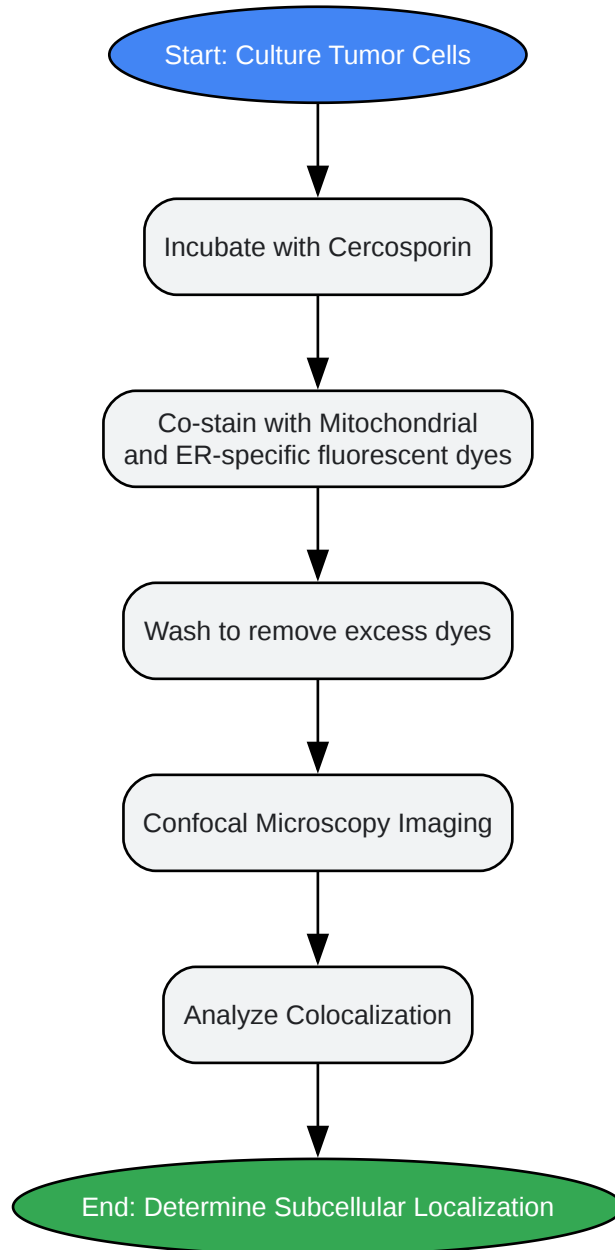 Start: Culture Tumor Cells
Incubate with Cercosporin
Co-stain with Mitochondrial
and ER-specific fluorescent dyes
Wash to remove excess dyes
Confocal Microscopy Imaging
Analyze Colocalization
End: Determine Subcellular Localization